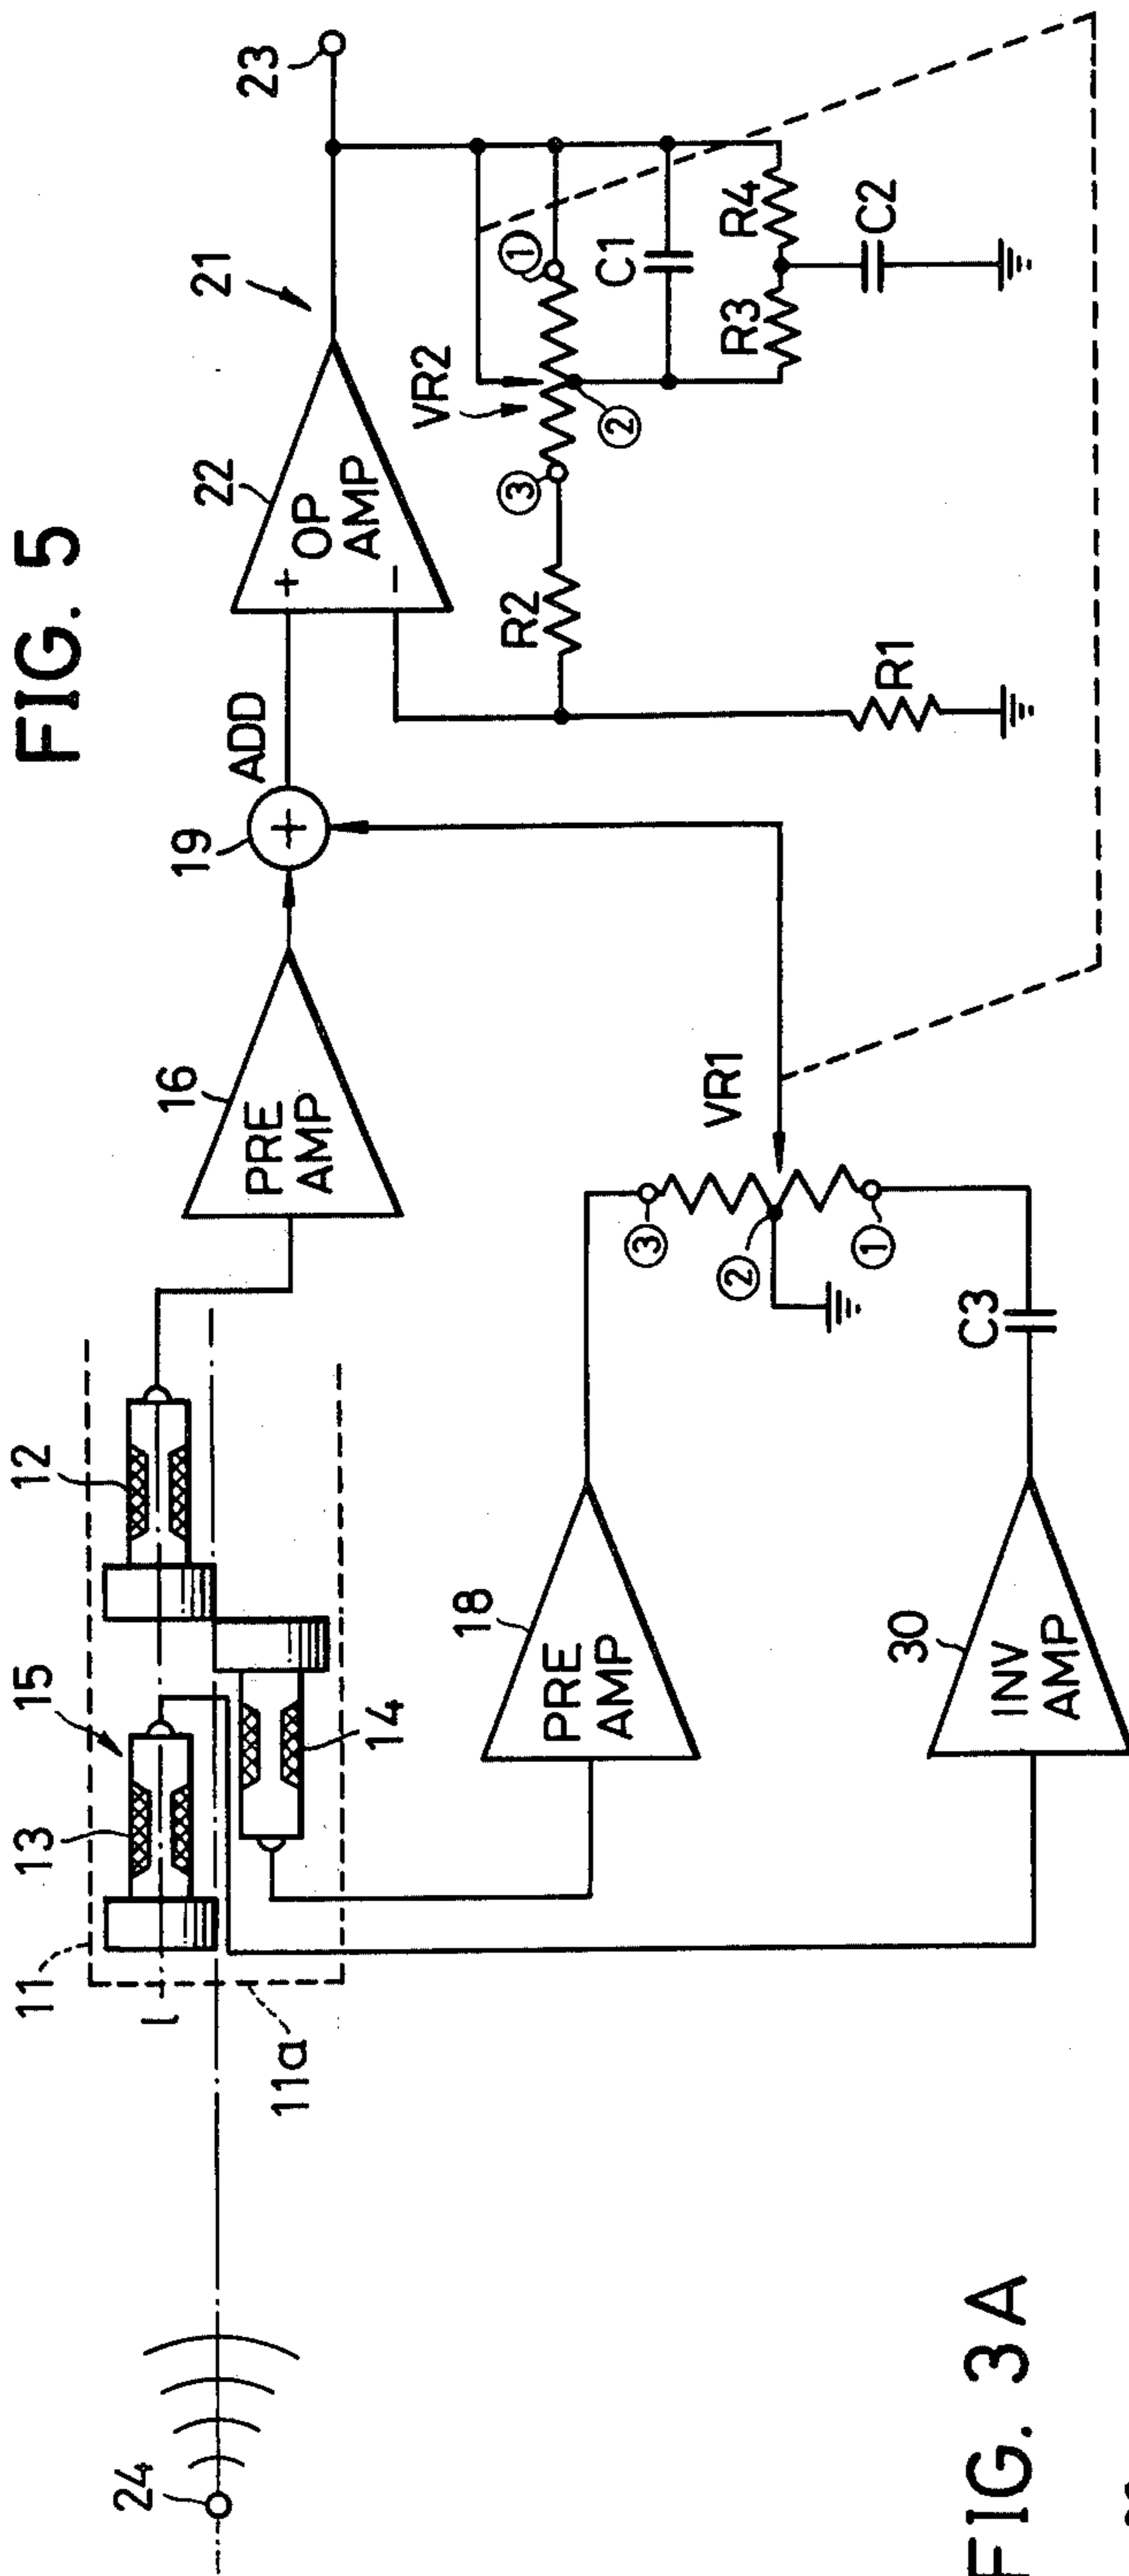 FIG. 5
23
21
22
OP
AMP
+
-
VR2
①
②
③
R2
C1
R3
R4
C2
R1
ADD
19
+
16
PRE
AMP
VR1
③
②
①
C3
12
15
13
14
11
l
11a
18
PRE
AMP
30
INV
AMP
24
FIG. 3A